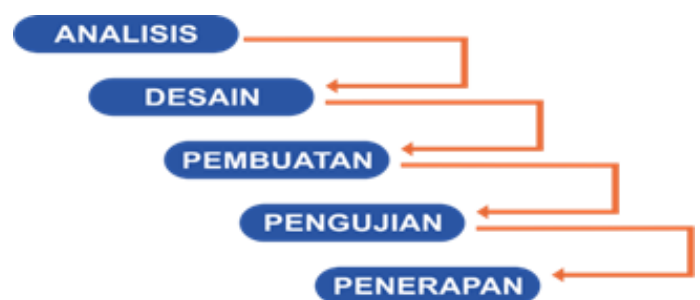 ANALISIS
DESAIN
PEMBUATAN
PENGUJIAN
PENERAPAN